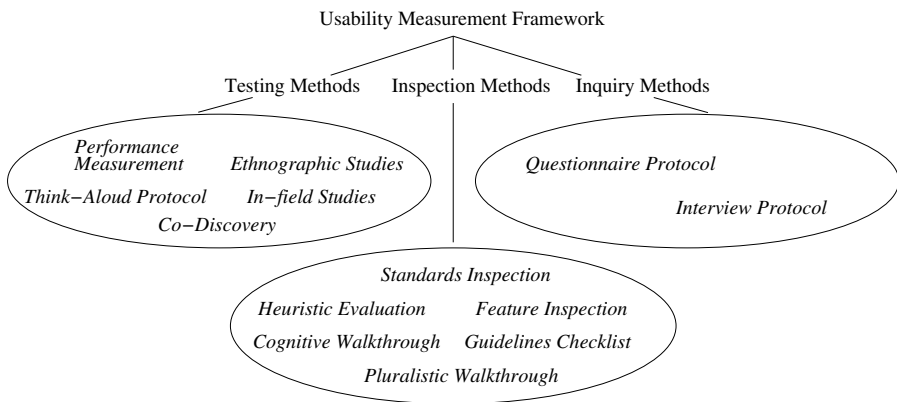 Usability Measurement Framework
Testing Methods
Inspection Methods
Inquiry Methods
Performance
Measurement
Ethnographic Studies
Think−Aloud Protocol
In−field Studies
Co−Discovery
Questionnaire Protocol
Interview Protocol
Standards Inspection
Heuristic Evaluation
Feature Inspection
Cognitive Walkthrough
Guidelines Checklist
Pluralistic Walkthrough